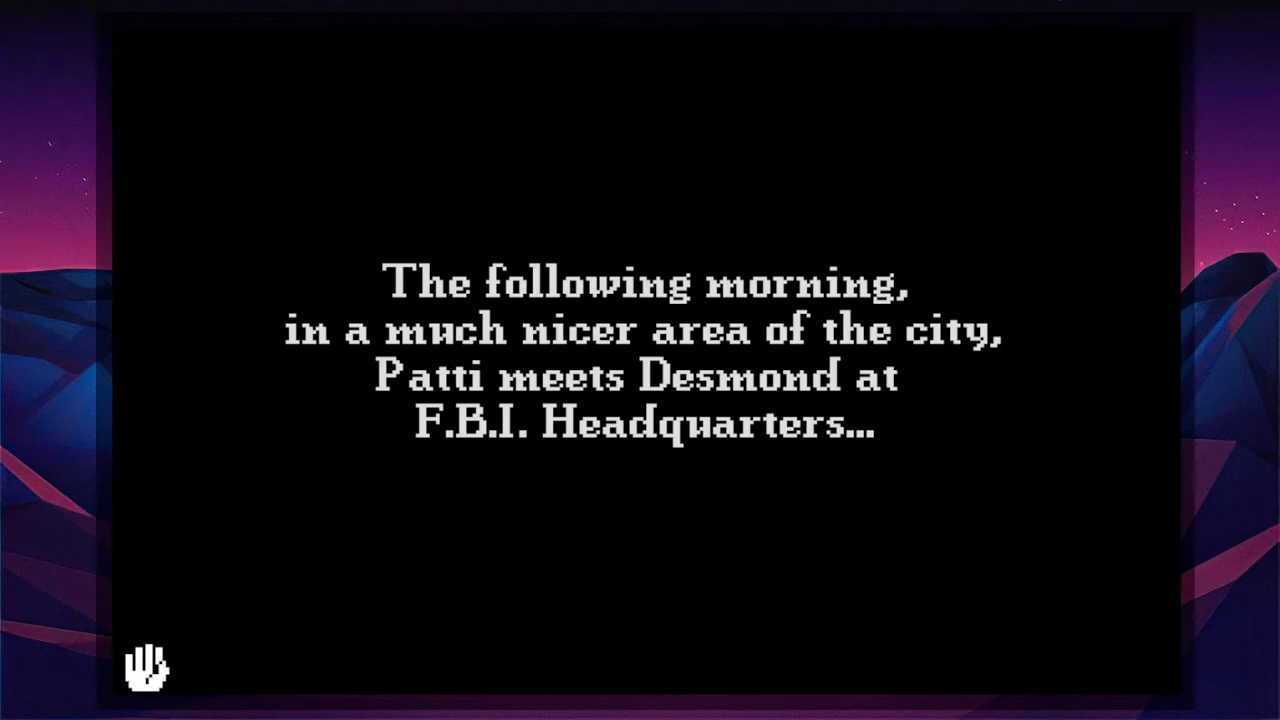 The following morning,
in a much nicer area of the city,
Patti meets Desmond at
F.B.I. Headquarters...